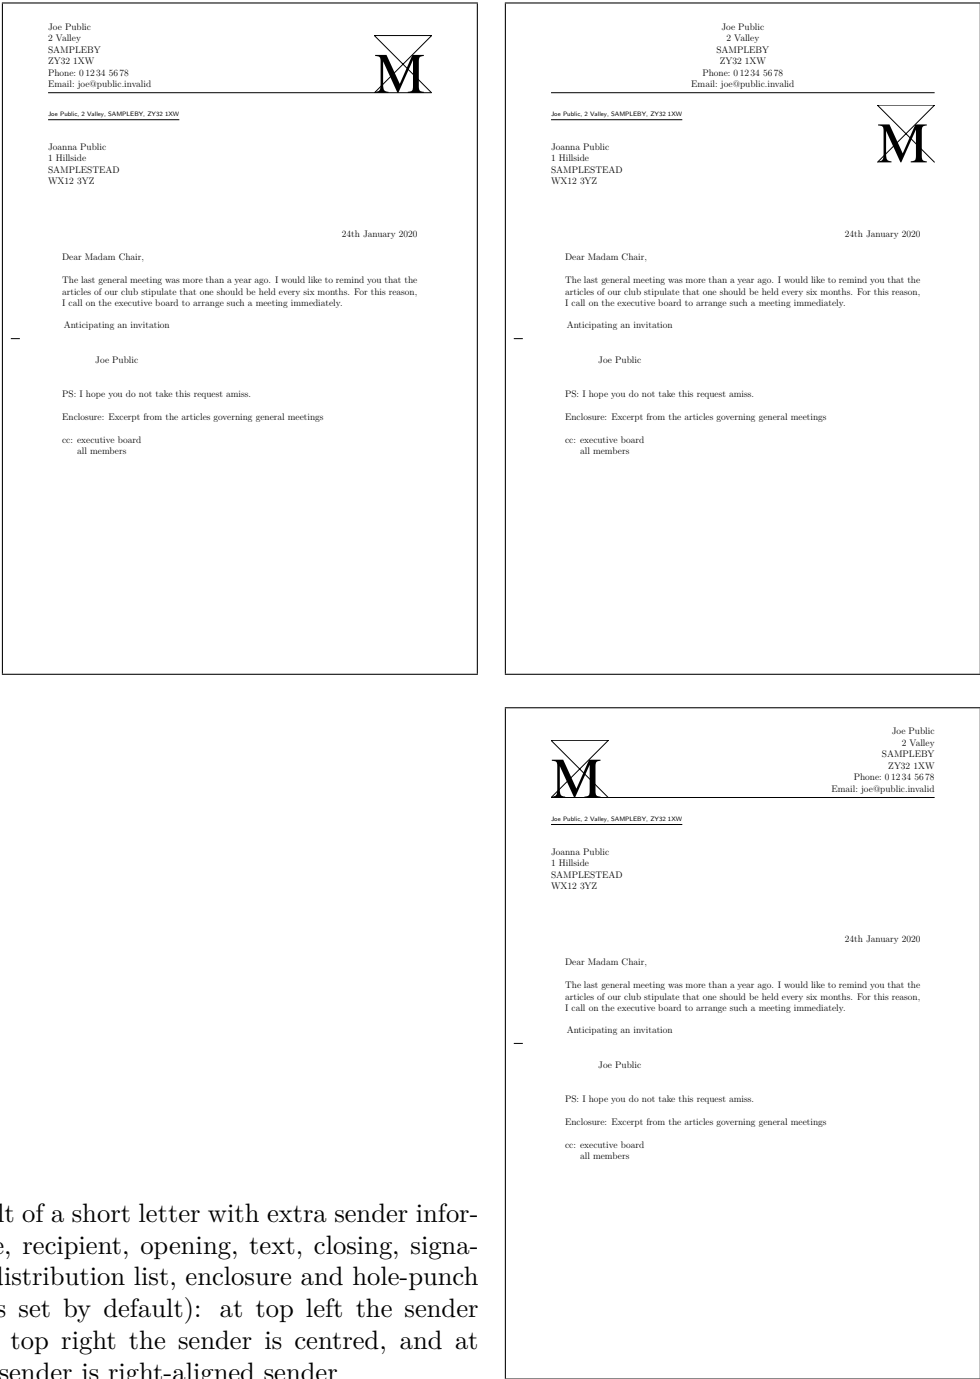 Joe Public
2 Valley
SAMPLEBY
ZY32 1XW
Phone: 0 12 34 56 78
Email: joe@public.invalid
M
Joe Public, 2 Valley, SAMPLEBY, ZY32 1XW
Joanna Public
1 Hillside
SAMPLESTEAD
WX12 3YZ
24th January 2020
Dear Madam Chair,
The last general meeting was more than a year ago. I would like to remind you that the
articles of our club stipulate that one should be held every six months. For this reason,
I call on the executive board to arrange such a meeting immediately.
Anticipating an invitation
Joe Public
PS: I hope you do not take this request amiss.
Enclosure: Excerpt from the articles governing general meetings
cc: executive board
all members
Joe Public
2 Valley
SAMPLEBY
ZY32 1XW
Phone: 0 12 34 56 78
Email: joe@public.invalid
Joe Public, 2 Valley, SAMPLEBY, ZY32 1XW
M
Joanna Public
1 Hillside
SAMPLESTEAD
WX12 3YZ
24th January 2020
Dear Madam Chair,
The last general meeting was more than a year ago. I would like to remind you that the
articles of our club stipulate that one should be held every six months. For this reason,
I call on the executive board to arrange such a meeting immediately.
Anticipating an invitation
Joe Public
PS: I hope you do not take this request amiss.
Enclosure: Excerpt from the articles governing general meetings
cc: executive board
all members
Joe Public
2 Valley
SAMPLEBY
ZY32 1XW
Phone: 0 12 34 56 78
Email: joe@public.invalid
M
Joe Public, 2 Valley, SAMPLEBY, ZY32 1XW
Joanna Public
1 Hillside
SAMPLESTEAD
WX12 3YZ
24th January 2020
Dear Madam Chair,
The last general meeting was more than a year ago. I would like to remind you that the
articles of our club stipulate that one should be held every six months. For this reason,
I call on the executive board to arrange such a meeting immediately.
Anticipating an invitation
Joe Public
PS: I hope you do not take this request amiss.
Enclosure: Excerpt from the articles governing general meetings
cc: executive board
all members
lt of a short letter with extra sender infor-
e, recipient, opening, text, closing, signa-
distribution list, enclosure and hole-punch
s set by default): at top left the sender
top right the sender is centred, and at
sender is right-aligned sender